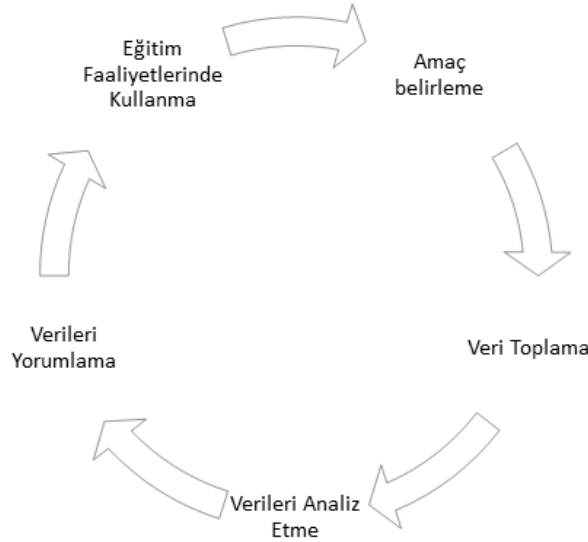 Eğitim
Faaliyetlerinde
Kullanma
Amaç
belirleme
Verileri
Yorumlama
Veri Toplama
Verileri Analiz
Etme